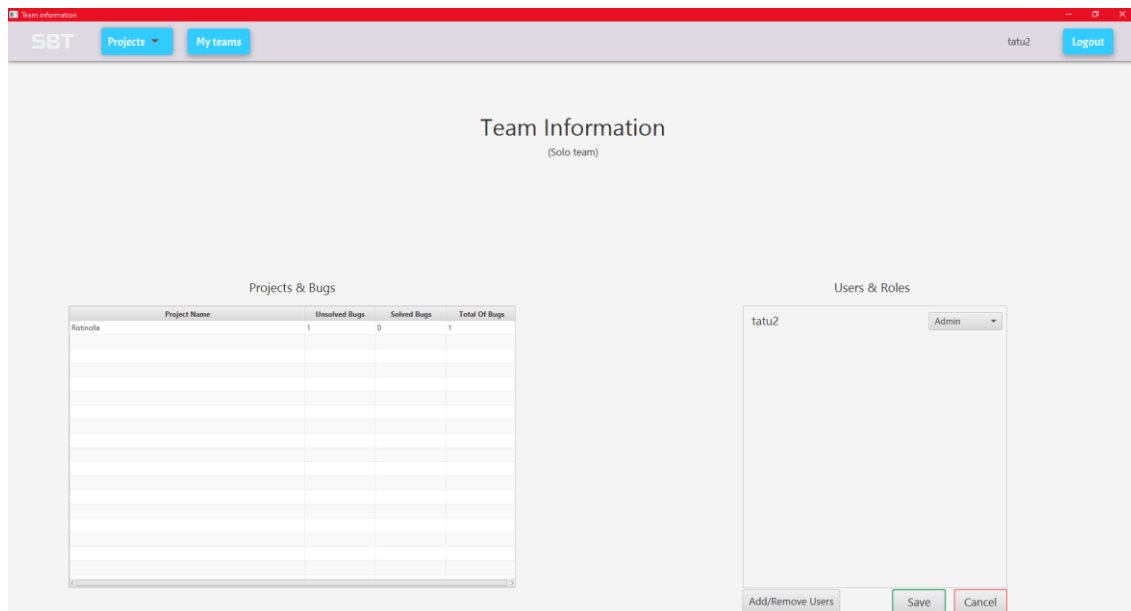 Team information
SBT Projects My teams tatu2 Logout
Team Information
(Solo team)
Projects & Bugs
Project Name Unsolved Bugs Solved Bugs Total Of Bugs
Ristinolla 1 0 1
Users & Roles
tatu2 Admin
Add/Remove Users Save Cancel